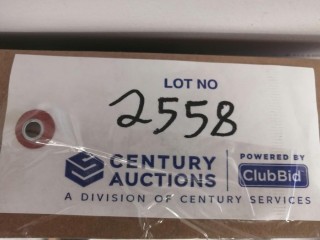 LOT NO
2558
CENTURY AUCTIONS
POWERED BY
ClubBid
A DIVISION OF CENTURY SERVICES